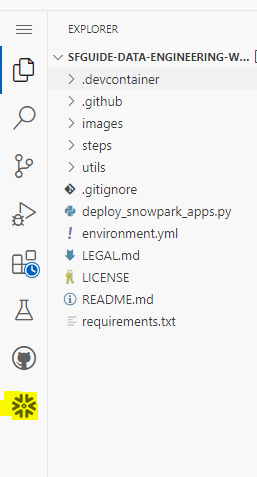 EXPLORER
SFGUIDE-DATA-ENGINEERING-W...
.devcontainer
.github
images
steps
utils
.gitignore
deploy_snowpark_apps.py
environment.yml
LEGAL.md
LICENSE
README.md
requirements.txt